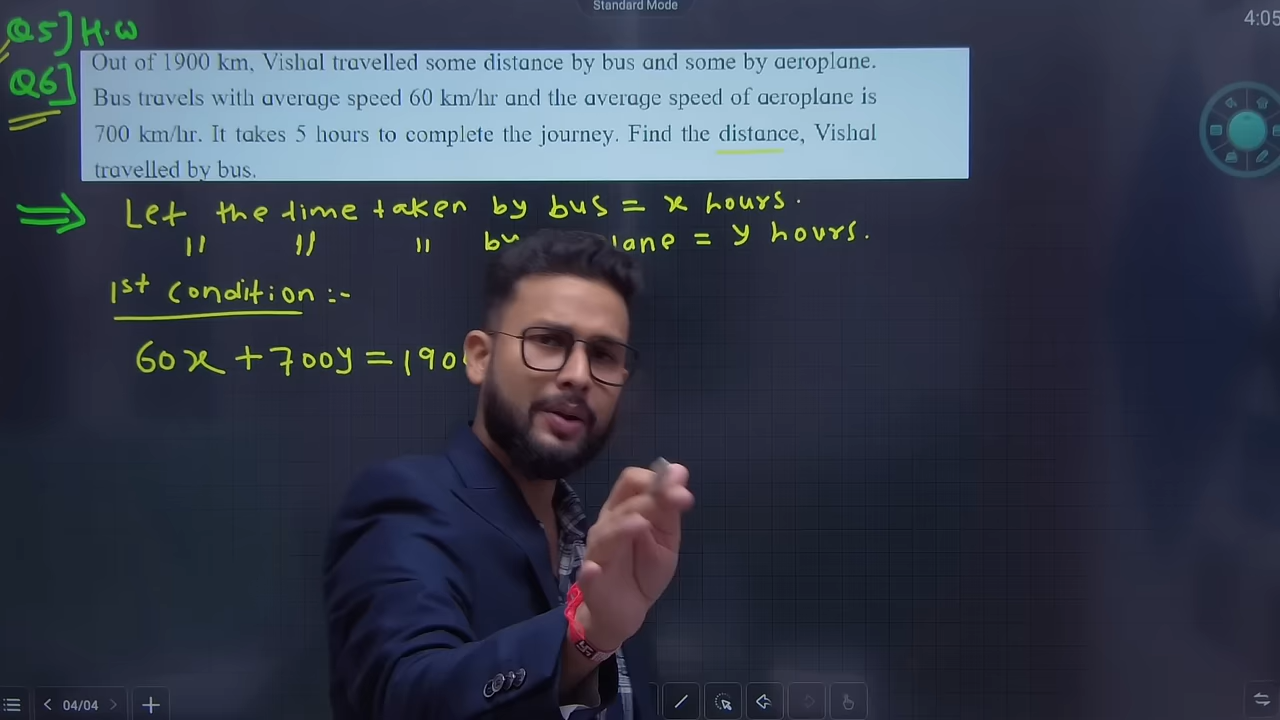 Standard Mode
4:05
Q5] H.W
Q6]
Out of 1900 km, Vishal travelled some distance by bus and some by aeroplane.
Bus travels with average speed 60 km/hr and the average speed of aeroplane is
700 km/hr. It takes 5 hours to complete the journey. Find the distance, Vishal
travelled by bus.
⇒ Let the time taken by bus = x hours.
" " " by lane = y hours.
1st condition :-
60x + 700y = 190
04/04